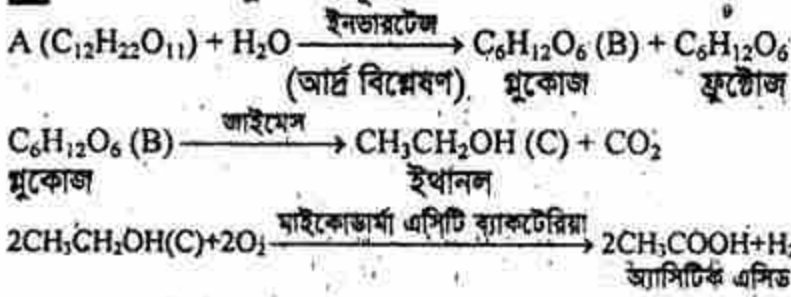 ইনভারটেজ
A (C₁₂H₂₂O₁₁) + H₂O ⟶ C₆H₁₂O₆ (B) + C₆H₁₂O₆
(আর্দ্র বিশ্লেষণ) গ্লুকোজ ফ্রুক্টোজ
জাইমেস
C₆H₁₂O₆ (B) ⟶ CH₃CH₂OH (C) + CO₂
গ্লুকোজ ইথানল
মাইকোডার্মা এসিটি ব্যাকটেরিয়া
2CH₃CH₂OH(C)+2O₂ ⟶ 2CH₃COOH+H₂
অ্যাসিটিক এসিড